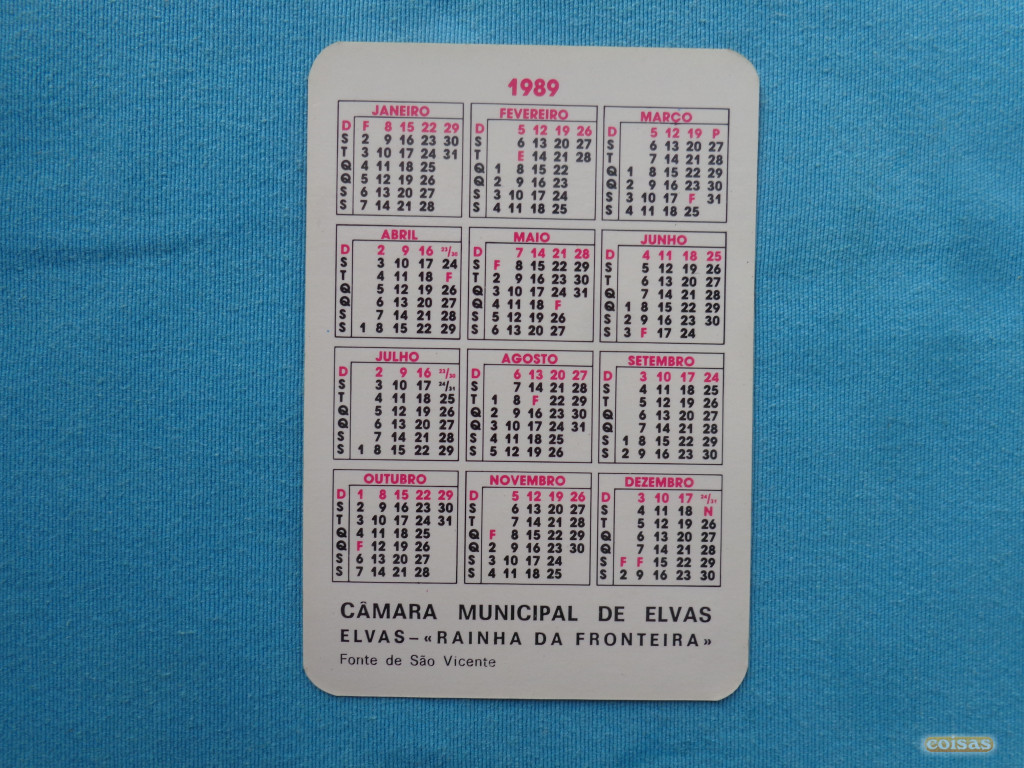 1989
JANEIRO
D F 8 15 22 29
S 2 9 16 23 30
T 3 10 17 24 31
Q 4 11 18 25
Q 5 12 19 26
S 6 13 20 27
S 7 14 21 28
FEVEREIRO
D 5 12 19 26
S 6 13 20 27
T E 14 21 28
Q 1 8 15 22
Q 2 9 16 23
S 3 10 17 24
S 4 11 18 25
MARÇO
D 5 12 19 P
S 6 13 20 27
T 7 14 21 28
Q 1 8 15 22 29
Q 2 9 16 23 30
S 3 10 17 F 31
S 4 11 18 25
ABRIL
D 2 9 16 23/30
S 3 10 17 24
T 4 11 18 F
Q 5 12 19 26
Q 6 13 20 27
S 7 14 21 28
S 1 8 15 22 29
MAIO
D 7 14 21 28
S F 8 15 22 29
T 2 9 16 23 30
Q 3 10 17 24 31
Q 4 11 18 F
S 5 12 19 26
S 6 13 20 27
JUNHO
D 4 11 18 25
S 5 12 19 26
T 6 13 20 27
Q 7 14 21 28
Q 1 8 15 22 29
S 2 9 16 23 30
S 3 F 17 24
JULHO
D 2 9 16 23/30
S 3 10 17 24/31
T 4 11 18 25
Q 5 12 19 26
Q 6 13 20 27
S 7 14 21 28
S 1 8 15 22 29
AGOSTO
D 6 13 20 27
S 7 14 21 28
T 1 8 F 22 29
Q 2 9 16 23 30
Q 3 10 17 24 31
S 4 11 18 25
S 5 12 19 26
SETEMBRO
D 3 10 17 24
S 4 11 18 25
T 5 12 19 26
Q 6 13 20 27
Q 7 14 21 28
S 1 8 15 22 29
S 2 9 16 23 30
OUTUBRO
D 1 8 15 22 29
S 2 9 16 23 30
T 3 10 17 24 31
Q 4 11 18 25
Q F 12 19 26
S 6 13 20 27
S 7 14 21 28
NOVEMBRO
D 5 12 19 26
S 6 13 20 27
T 7 14 21 28
Q F 8 15 22 29
Q 2 9 16 23 30
S 3 10 17 24
S 4 11 18 25
DEZEMBRO
D 3 10 17 24/31
S 4 11 18 N
T 5 12 19 26
Q 6 13 20 27
Q 7 14 21 28
S F F 15 22 29
S 2 9 16 23 30
CÂMARA MUNICIPAL DE ELVAS
ELVAS–«RAINHA DA FRONTEIRA»
Fonte de São Vicente
coisas